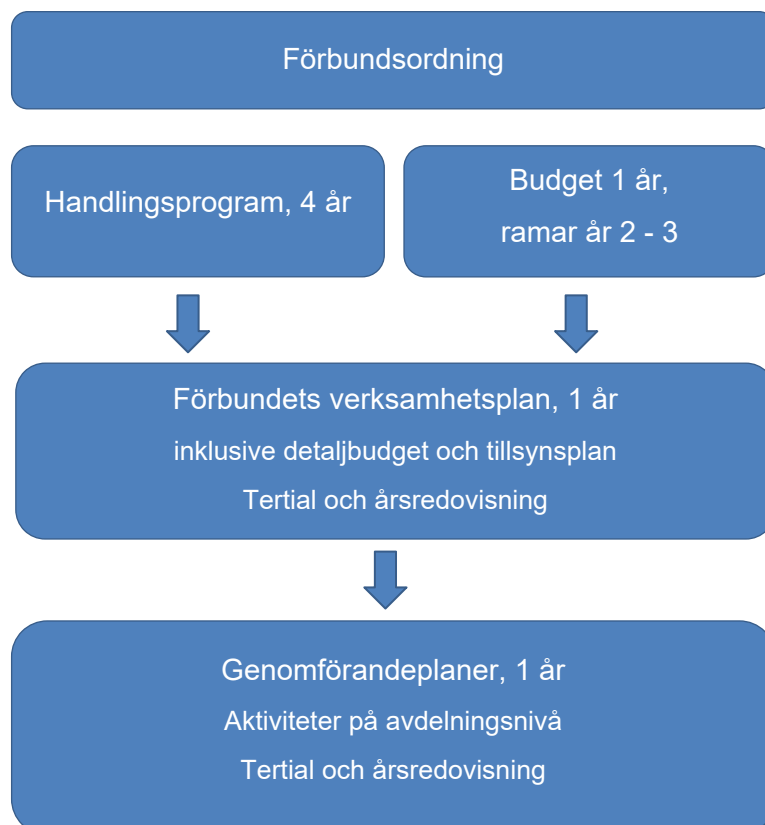 Förbundsordning
Handlingsprogram, 4 år
Budget 1 år,
ramar år 2 - 3
Förbundets verksamhetsplan, 1 år
inklusive detaljbudget och tillsynsplan
Tertial och årsredovisning
Genomförandeplaner, 1 år
Aktiviteter på avdelningsnivå
Tertial och årsredovisning